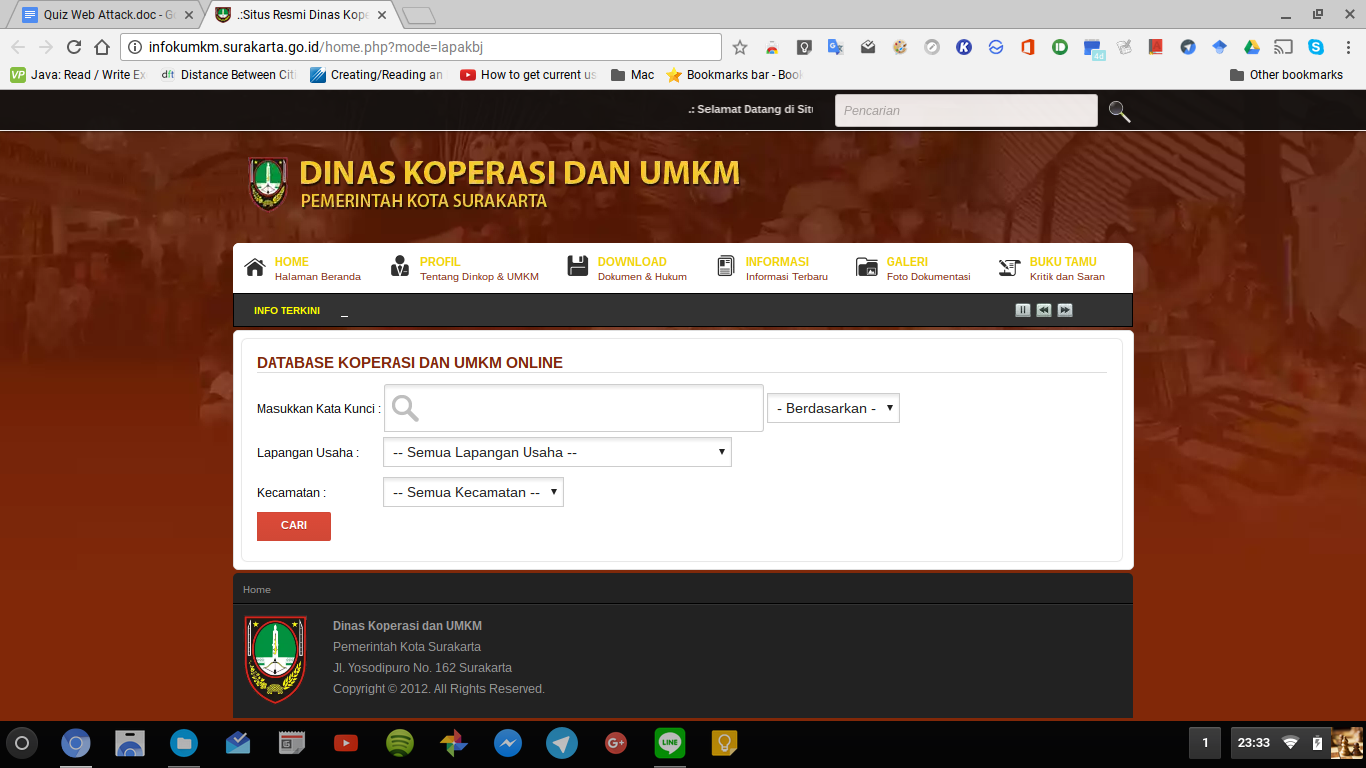 Quiz Web Attack.doc - Go
.:Situs Resmi Dinas Kope
infokumkm.surakarta.go.id/home.php?mode=lapakbj
4d
VP Java: Read / Write Ex
dft Distance Between Citi
Creating/Reading an
How to get current us
Mac
Bookmarks bar - Book
Other bookmarks
.: Selamat Datang di Situ
Pencarian
DINAS KOPERASI DAN UMKM
PEMERINTAH KOTA SURAKARTA
HOME
Halaman Beranda
PROFIL
Tentang Dinkop & UMKM
DOWNLOAD
Dokumen & Hukum
INFORMASI
Informasi Terbaru
GALERI
Foto Dokumentasi
BUKU TAMU
Kritik dan Saran
INFO TERKINI _
DATABASE KOPERASI DAN UMKM ONLINE
Masukkan Kata Kunci :
- Berdasarkan -
Lapangan Usaha :
-- Semua Lapangan Usaha --
Kecamatan :
-- Semua Kecamatan --
CARI
Home
Dinas Koperasi dan UMKM
Pemerintah Kota Surakarta
Jl. Yosodipuro No. 162 Surakarta
Copyright © 2012. All Rights Reserved.
G+
LINE
1
23:33